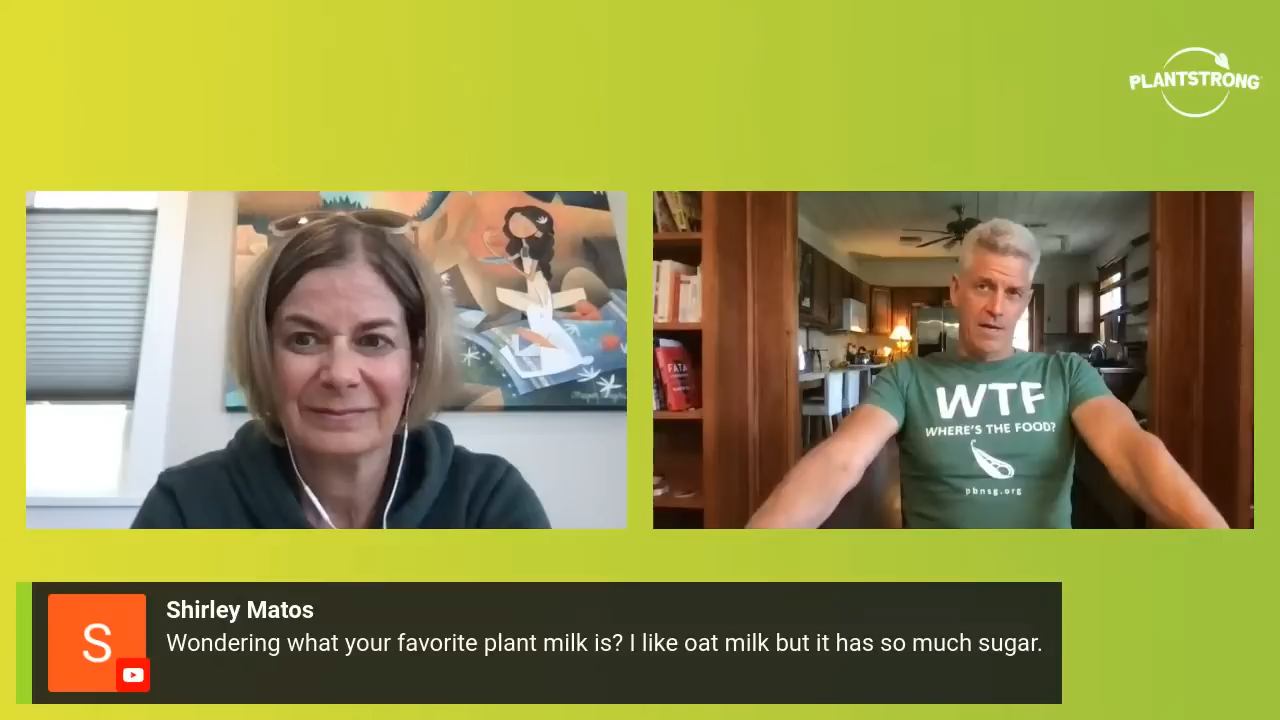 PLANTSTRONG
FATA
WTF
WHERE'S THE FOOD?
pbnsg.org
S
Shirley Matos
Wondering what your favorite plant milk is? I like oat milk but it has so much sugar.